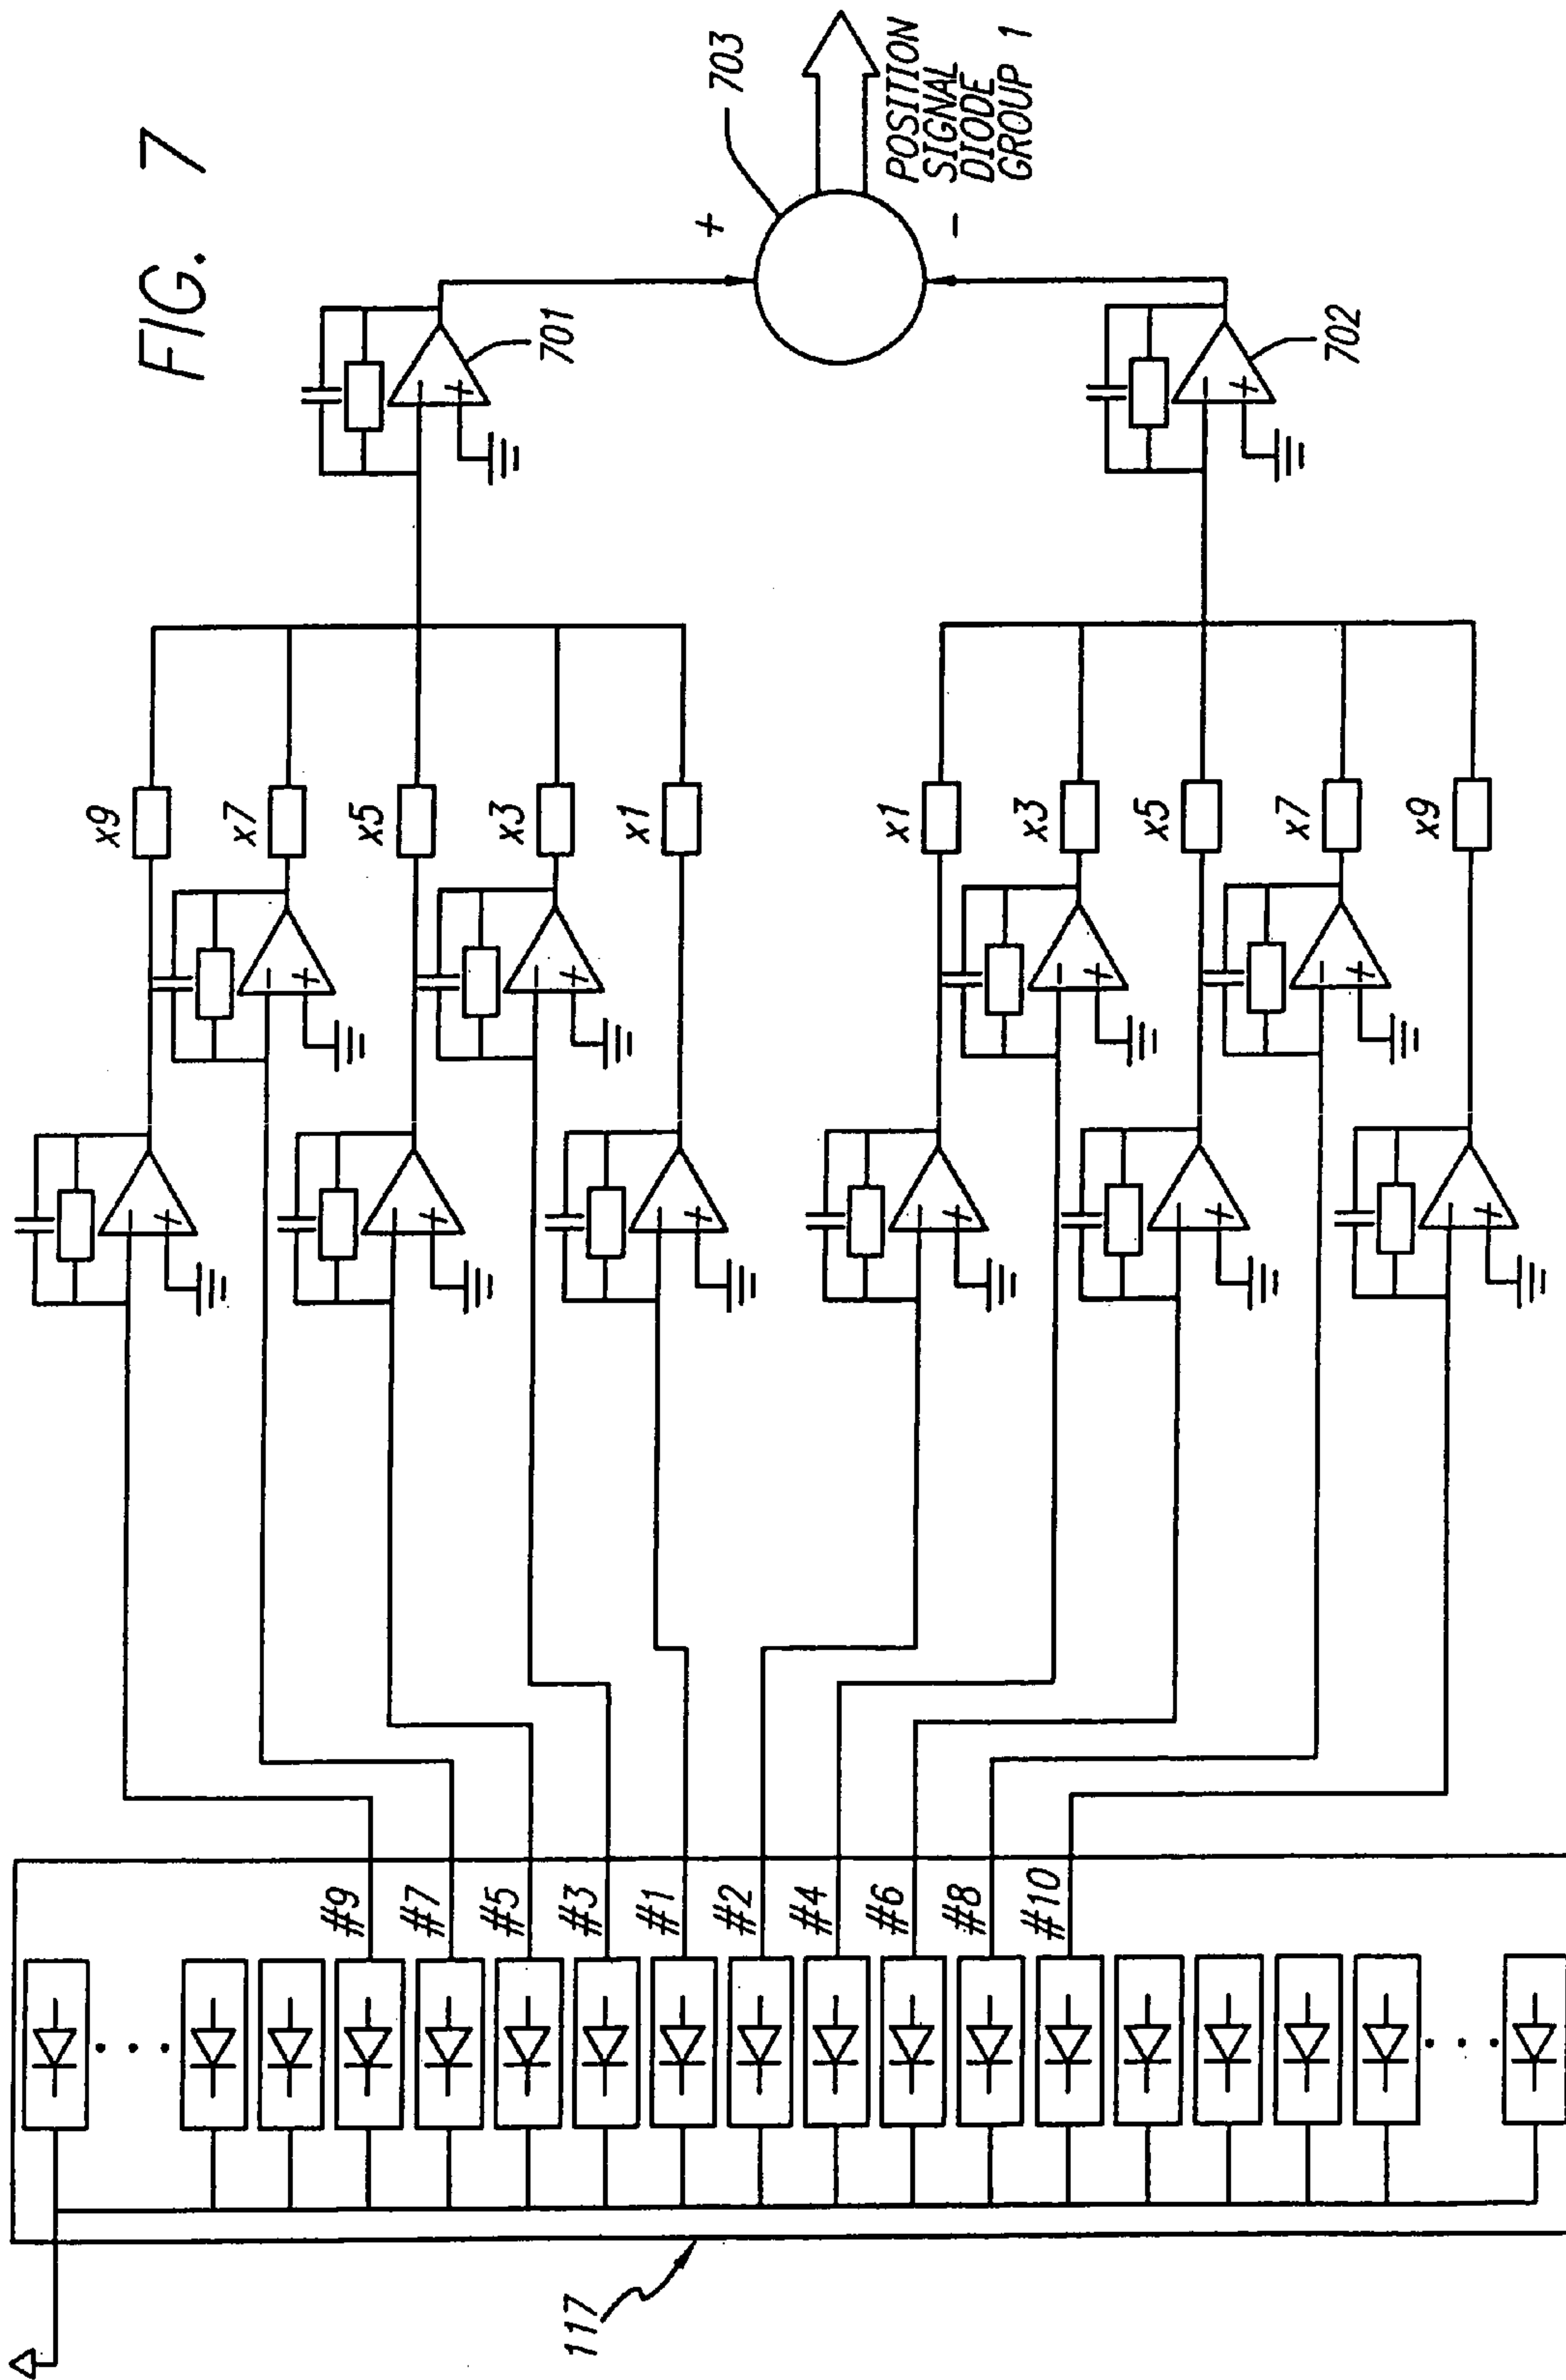 FIG. 7
117
#9
#7
#5
#3
#1
#2
#4
#6
#8
#10
x9
x7
x5
x3
x1
x1
x3
x5
x7
x9
- +
- +
- +
- +
- +
- +
- +
- +
- +
- +
- +
701
- +
702
+
703
-
POSITION
SIGNAL
DIODE
GROUP 1